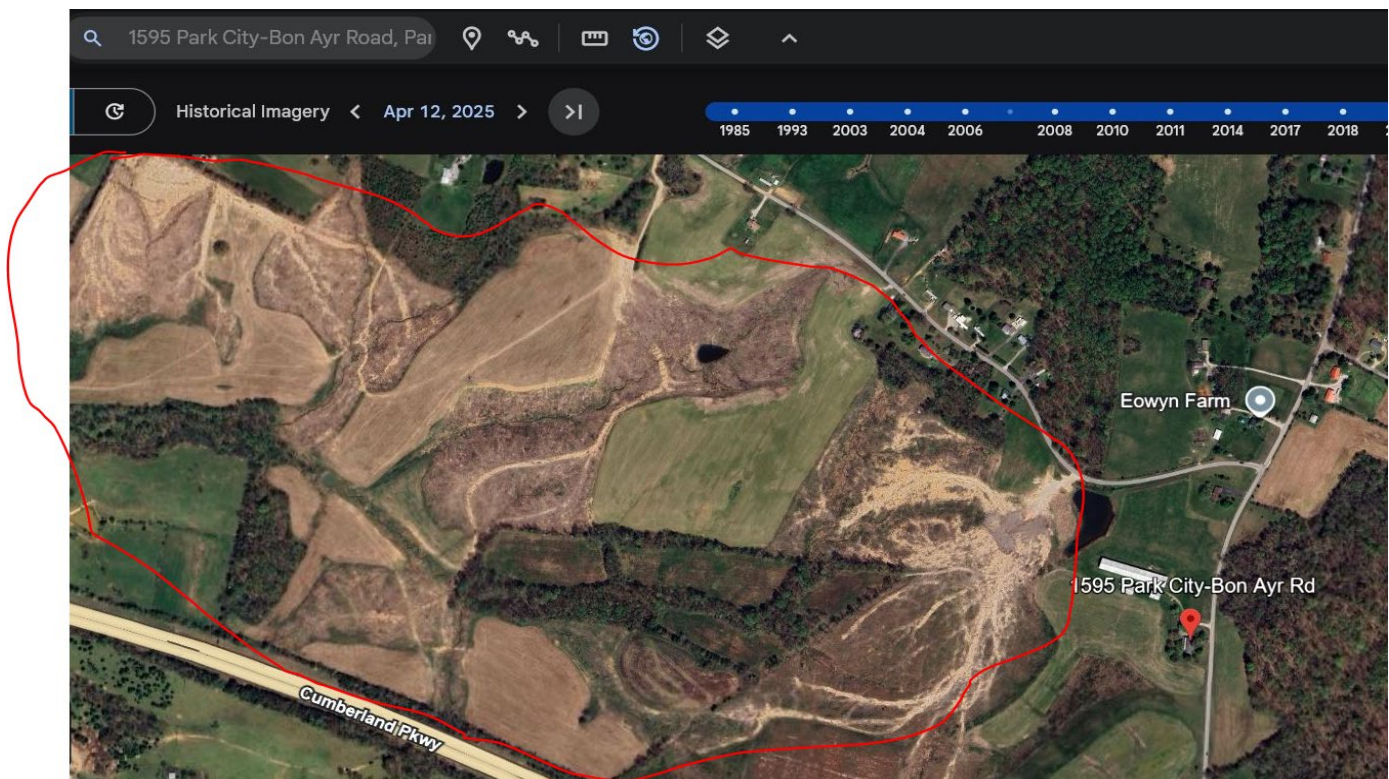 1595 Park City-Bon Ayr Road, Par
Historical Imagery
Apr 12, 2025
1985 1993 2003 2004 2006 2008 2010 2011 2014 2017 2018 2
Eowyn Farm
1595 Park City-Bon Ayr Rd
Cumberland Pkwy